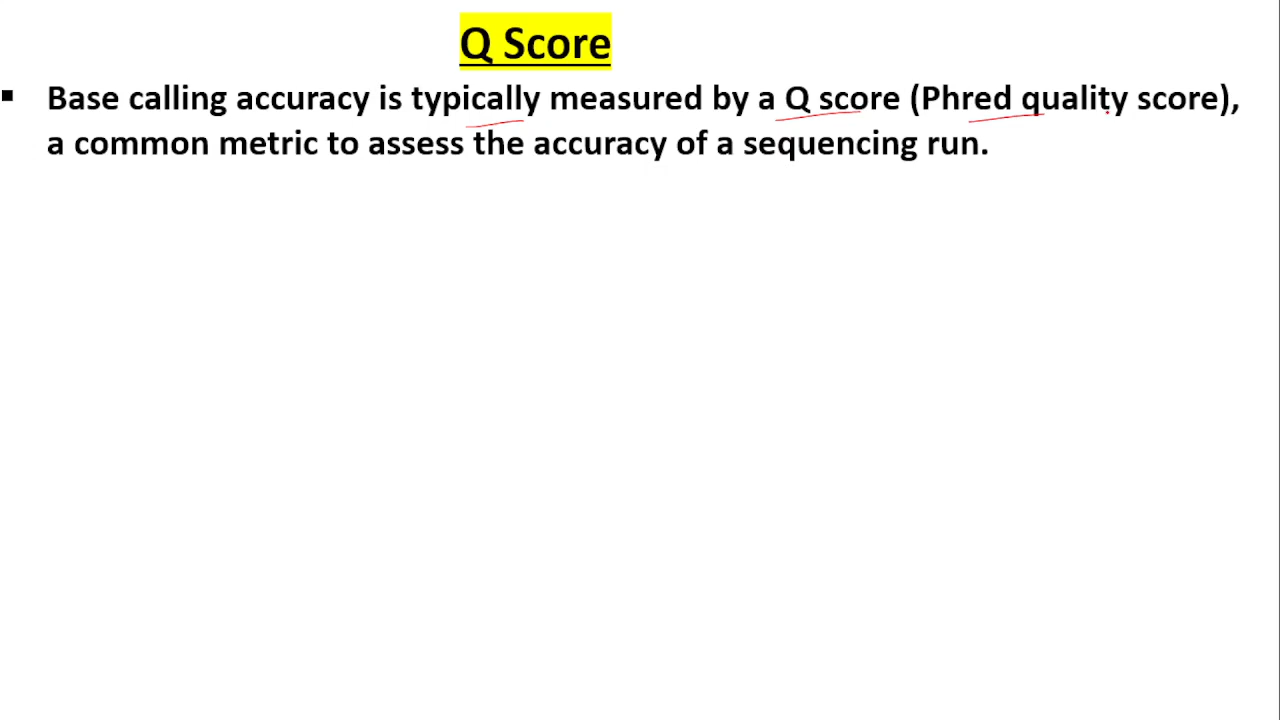 Q Score
▪ Base calling accuracy is typically measured by a Q score (Phred quality score),
a common metric to assess the accuracy of a sequencing run.